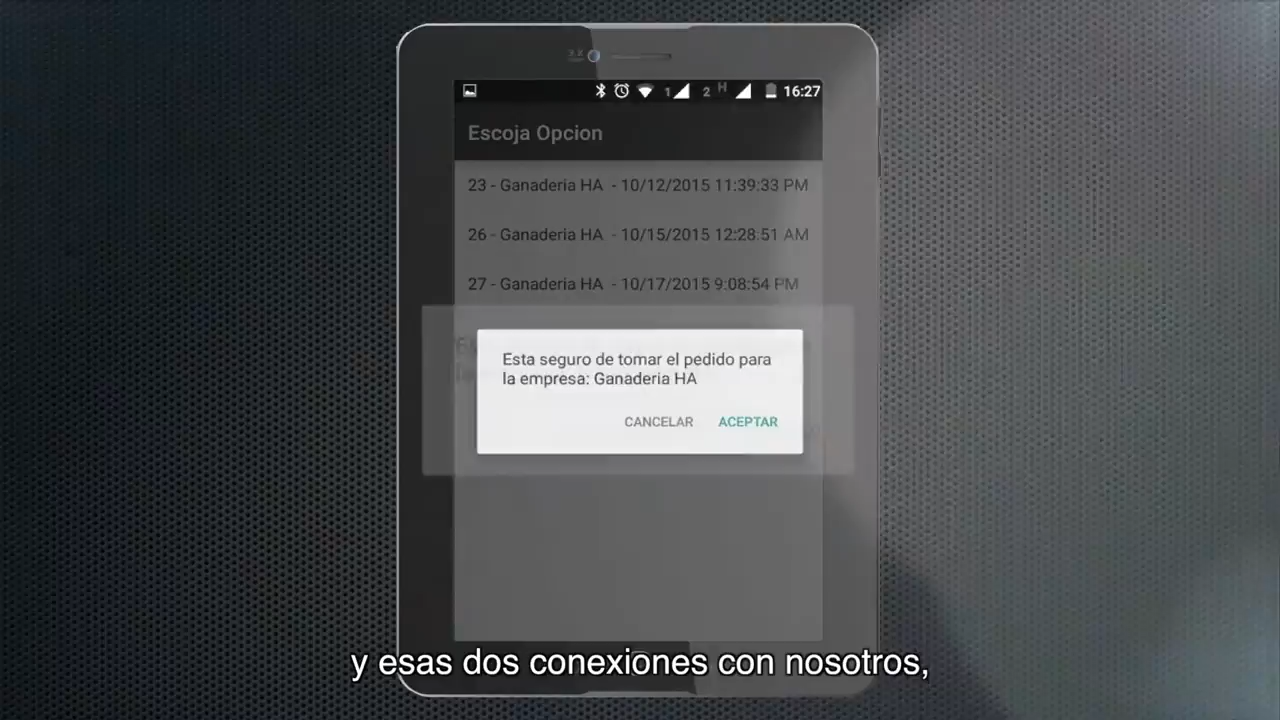 1 2 H 16:27
Escoja Opcion
23 - Ganaderia HA - 10/12/2015 11:39:33 PM
26 - Ganaderia HA - 10/15/2015 12:28:51 AM
27 - Ganaderia HA - 10/17/2015 9:08:54 PM
Esta seguro de tomar el pedido para
la empresa: Ganaderia HA
CANCELAR ACEPTAR
y esas dos conexiones con nosotros,